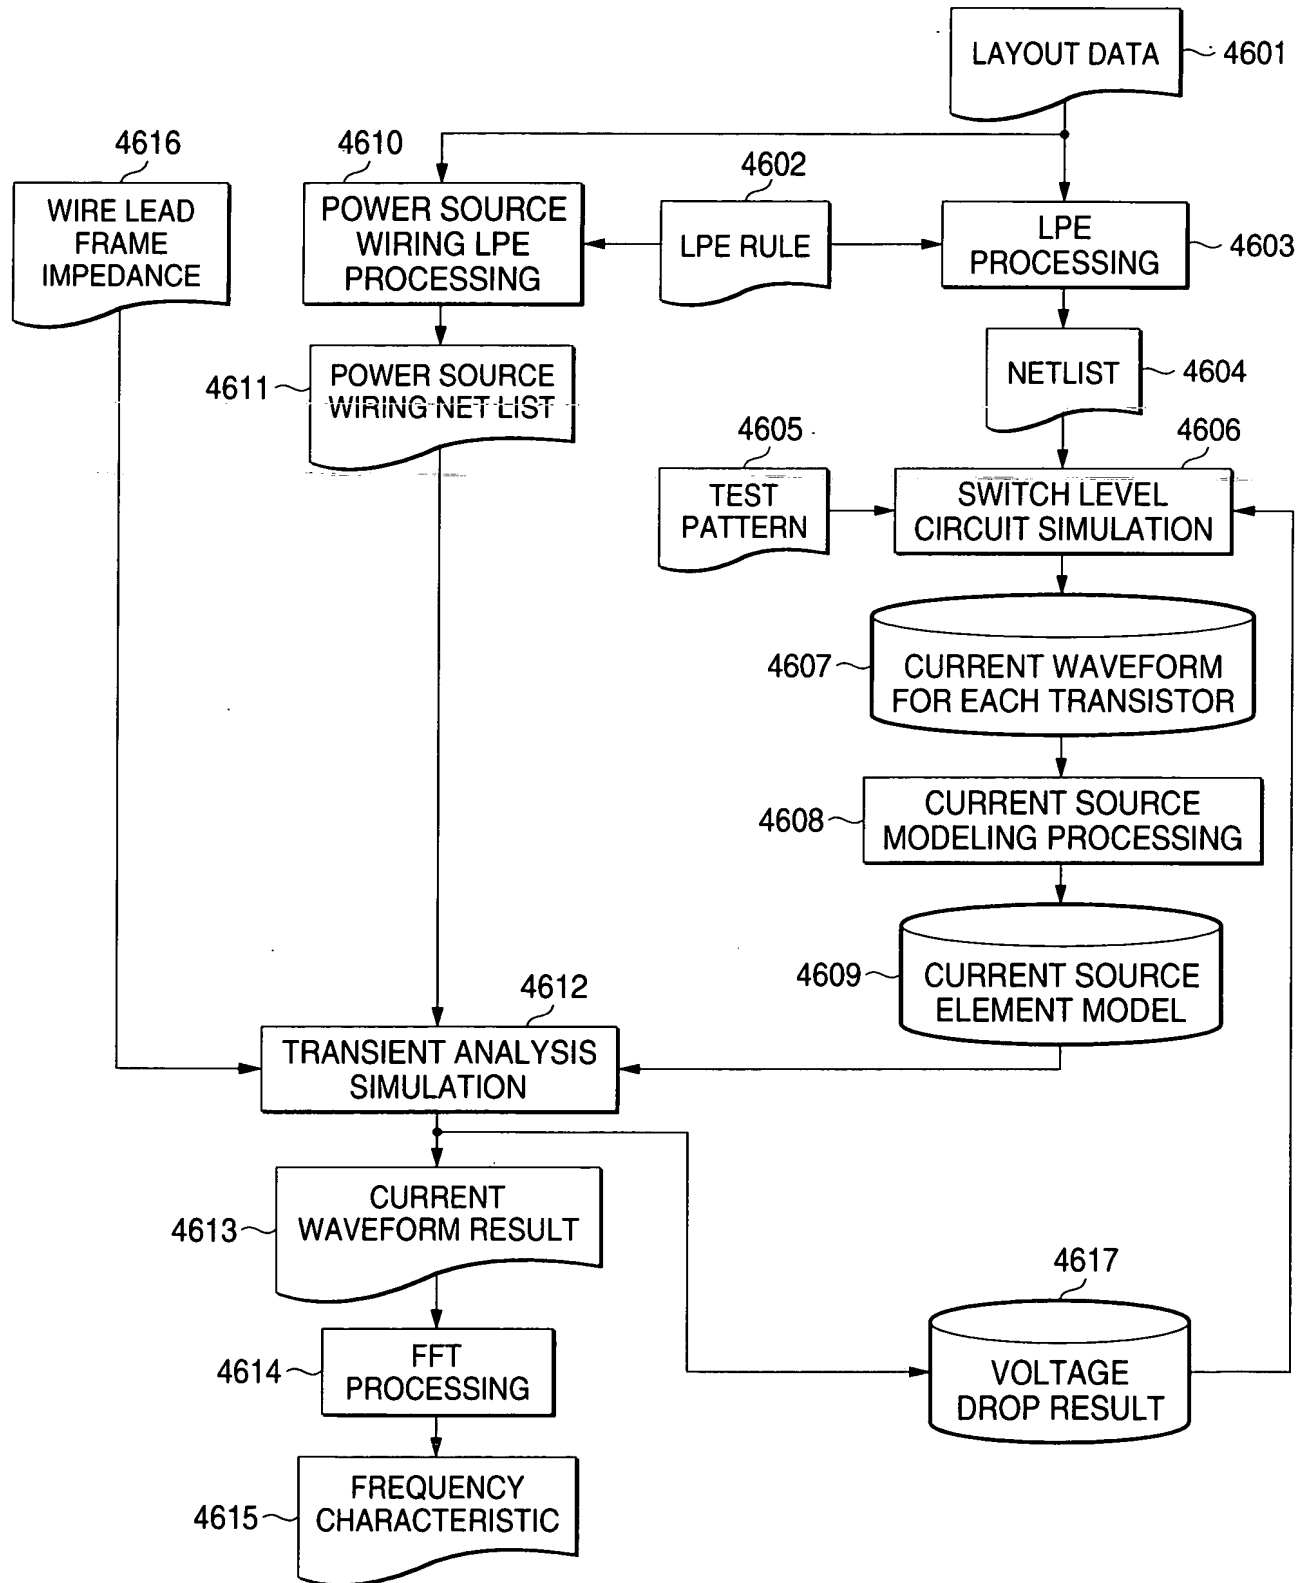 LAYOUT DATA
4601
4616
WIRE LEAD
FRAME
IMPEDANCE
4610
POWER SOURCE
WIRING LPE
PROCESSING
4602
LPE RULE
LPE
PROCESSING
4603
4611
POWER SOURCE
WIRING NET LIST
NETLIST
4604
4605
TEST
PATTERN
4606
SWITCH LEVEL
CIRCUIT SIMULATION
4607
CURRENT WAVEFORM
FOR EACH TRANSISTOR
4608
CURRENT SOURCE
MODELING PROCESSING
4609
CURRENT SOURCE
ELEMENT MODEL
4612
TRANSIENT ANALYSIS
SIMULATION
4613
CURRENT
WAVEFORM RESULT
4614
FFT
PROCESSING
4617
VOLTAGE
DROP RESULT
4615
FREQUENCY
CHARACTERISTIC